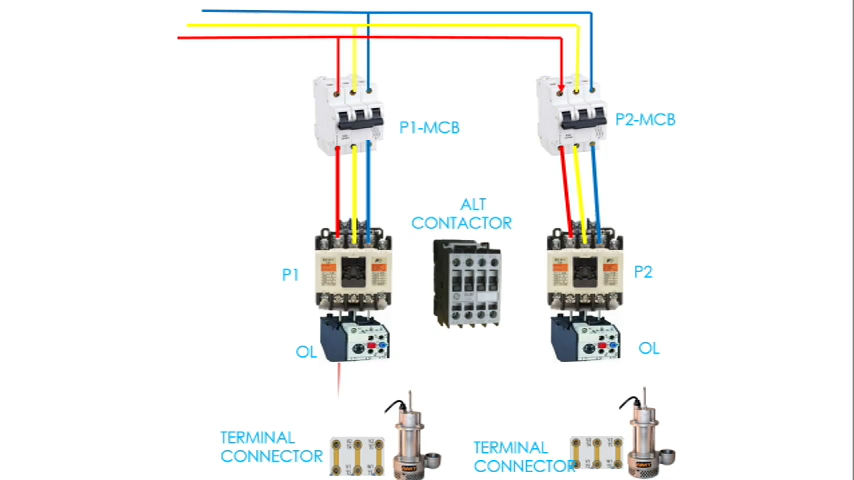 P1-MCB
P2-MCB
ALT
CONTACTOR
P1
P2
OL
OL
TERMINAL
CONNECTOR
TERMINAL
CONNECTOR